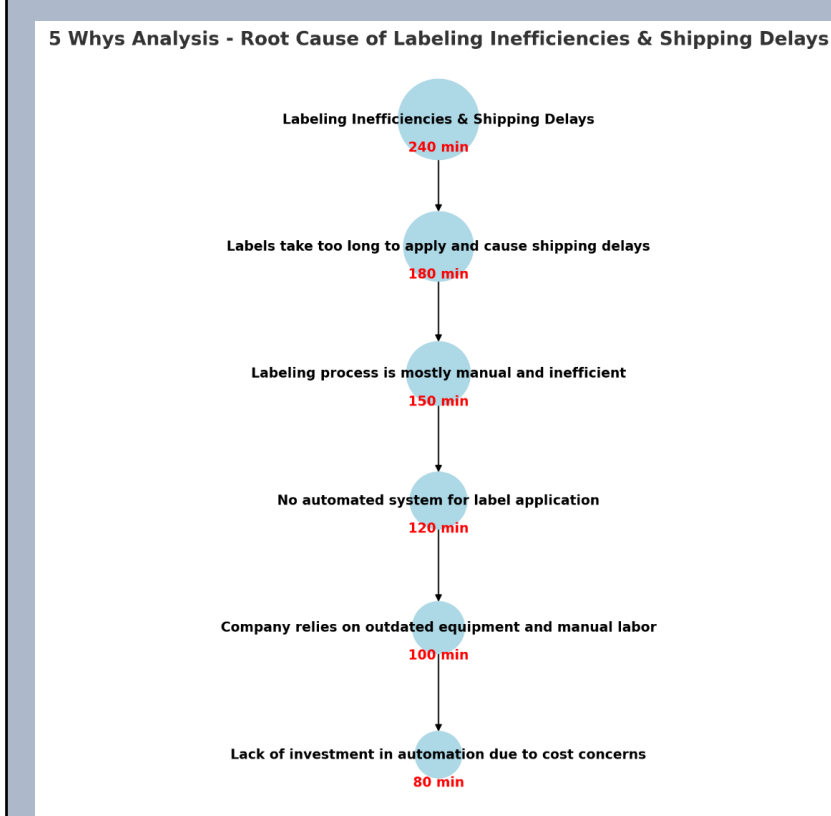 5 Whys Analysis - Root Cause of Labeling Inefficiencies & Shipping Delays
Labeling Inefficiencies & Shipping Delays
240 min
Labels take too long to apply and cause shipping delays
180 min
Labeling process is mostly manual and inefficient
150 min
No automated system for label application
120 min
Company relies on outdated equipment and manual labor
100 min
Lack of investment in automation due to cost concerns
80 min